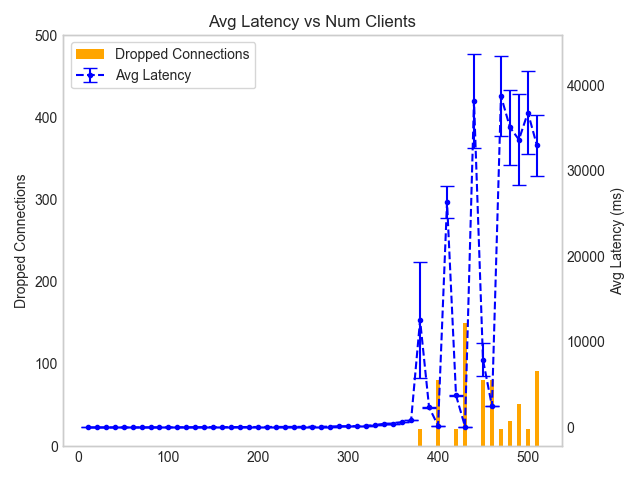 Avg Latency vs Num Clients
Dropped Connections
Avg Latency
500
400
300
200
100
0
Dropped Connections
40000
30000
20000
10000
0
Avg Latency (ms)
0 100 200 300 400 500